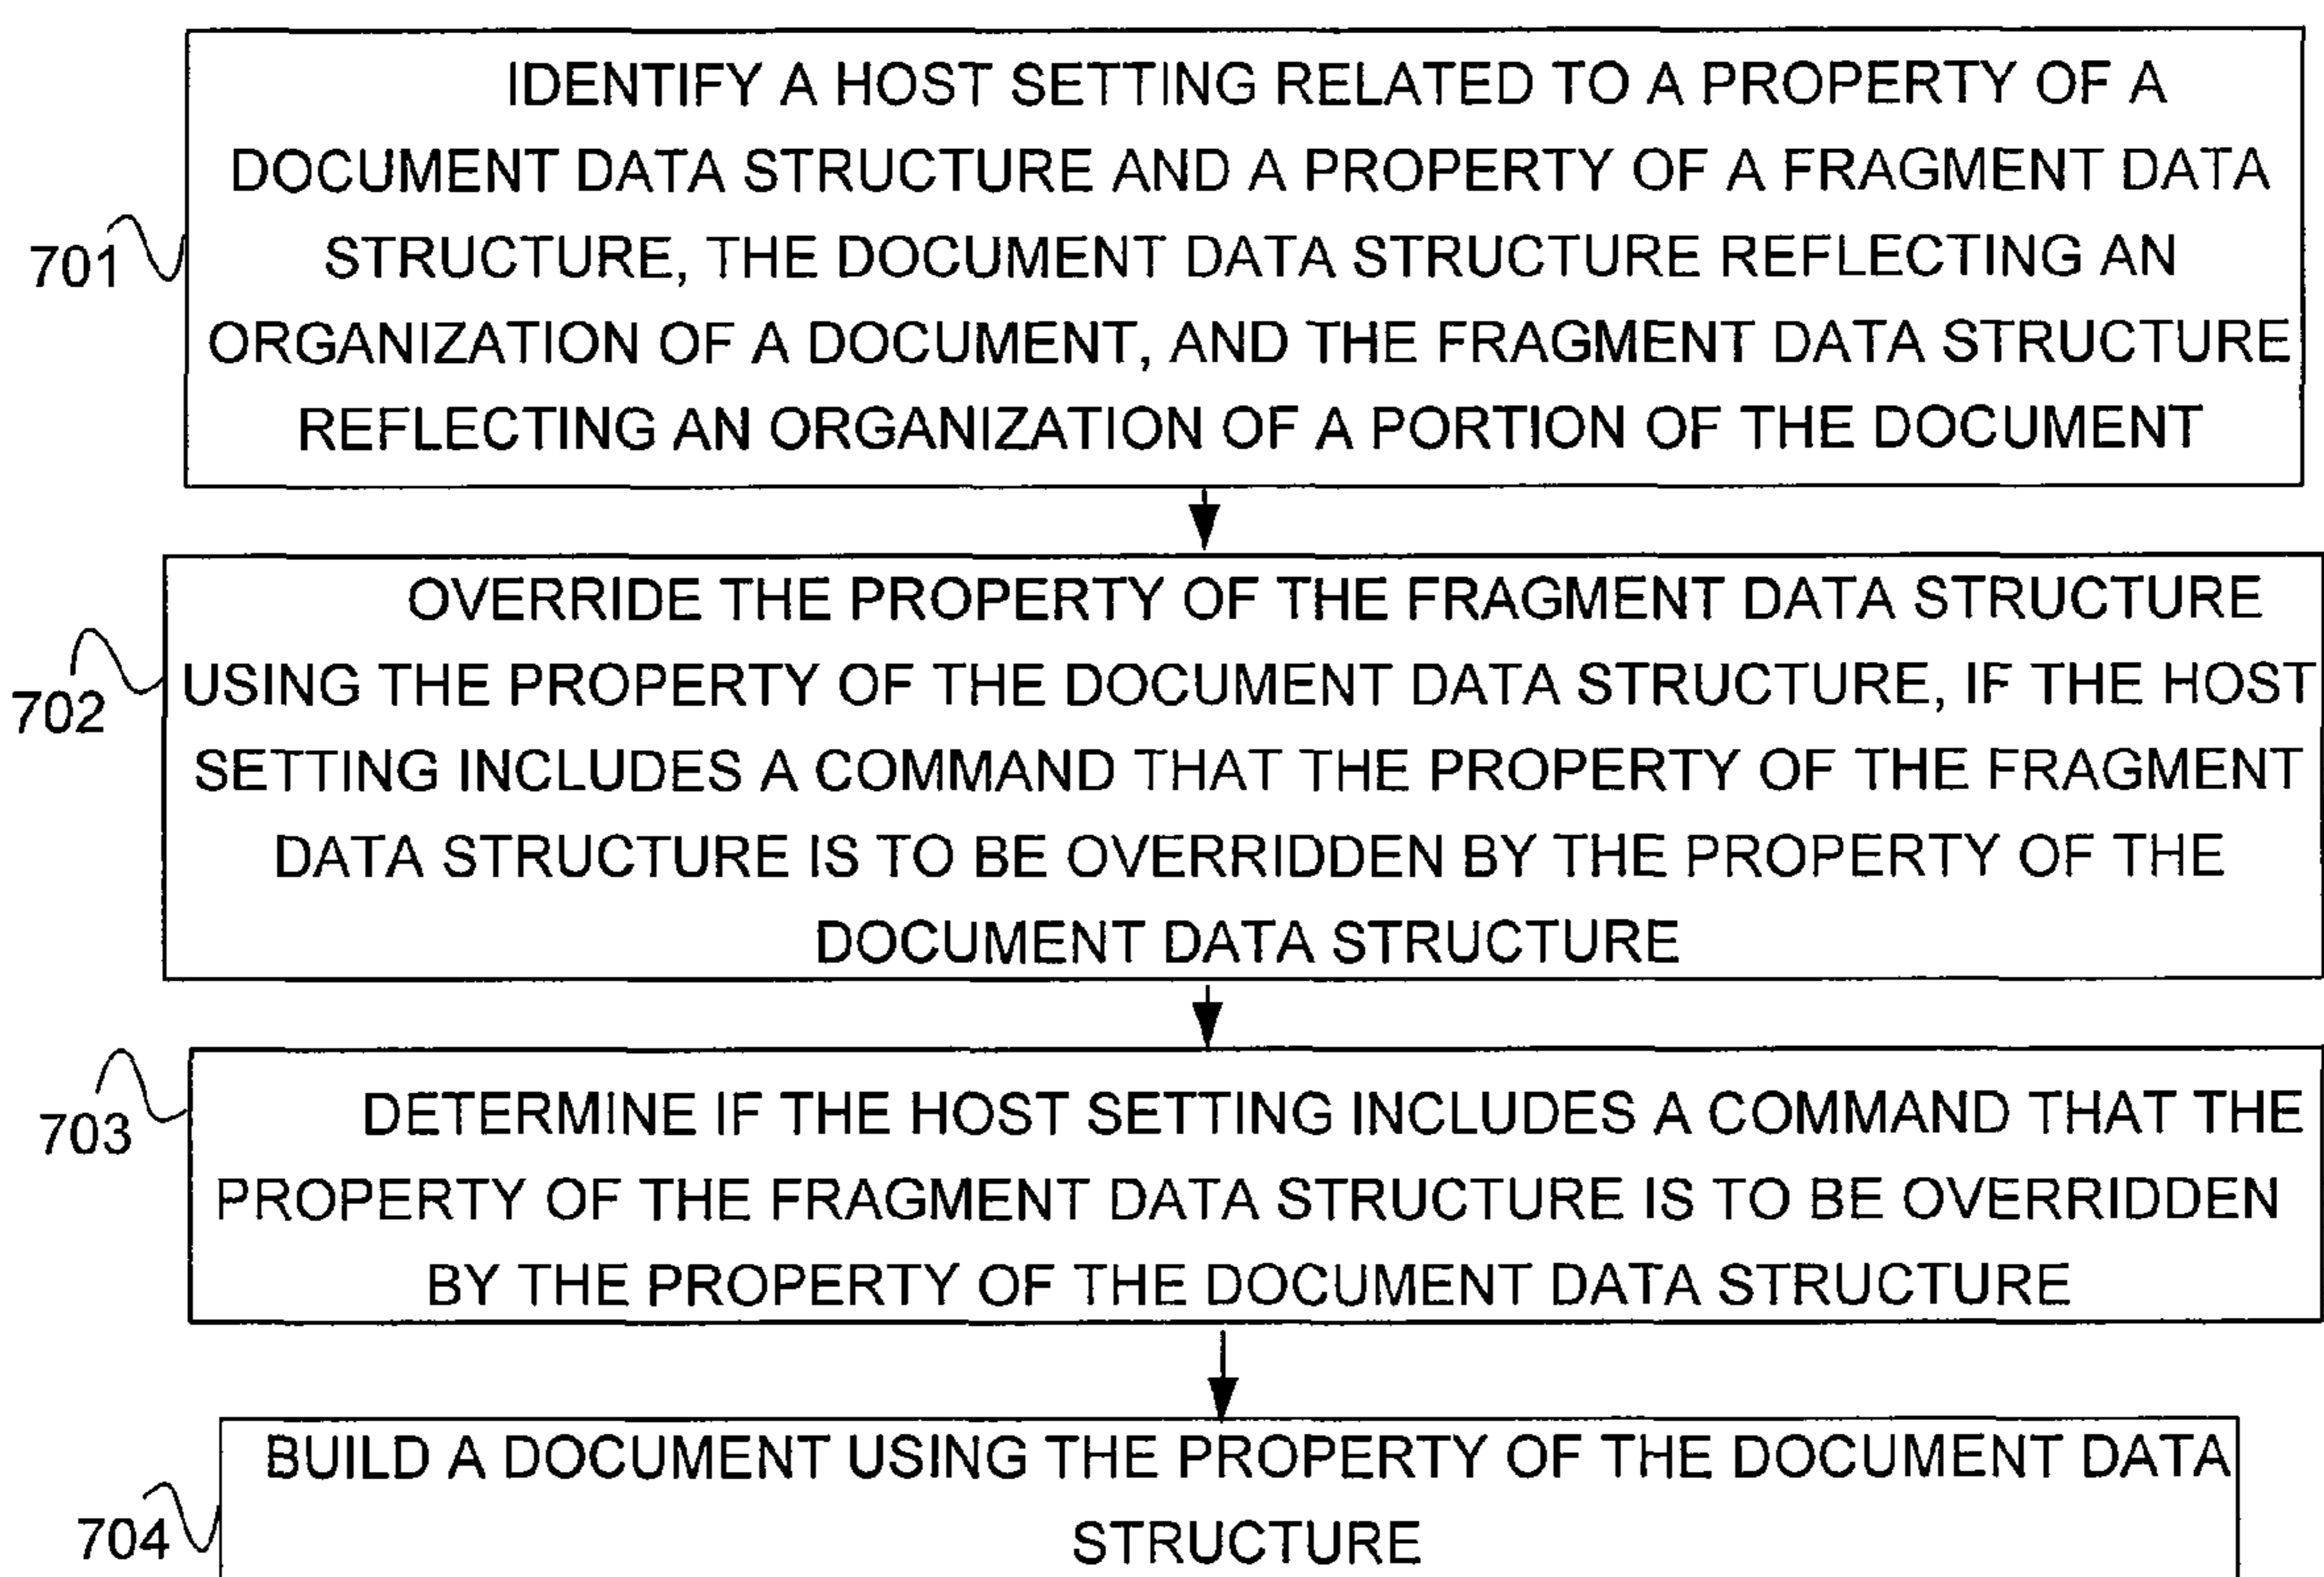 IDENTIFY A HOST SETTING RELATED TO A PROPERTY OF A
DOCUMENT DATA STRUCTURE AND A PROPERTY OF A FRAGMENT DATA
STRUCTURE, THE DOCUMENT DATA STRUCTURE REFLECTING AN
ORGANIZATION OF A DOCUMENT, AND THE FRAGMENT DATA STRUCTURE
REFLECTING AN ORGANIZATION OF A PORTION OF THE DOCUMENT
701
OVERRIDE THE PROPERTY OF THE FRAGMENT DATA STRUCTURE
USING THE PROPERTY OF THE DOCUMENT DATA STRUCTURE, IF THE HOST
SETTING INCLUDES A COMMAND THAT THE PROPERTY OF THE FRAGMENT
DATA STRUCTURE IS TO BE OVERRIDDEN BY THE PROPERTY OF THE
DOCUMENT DATA STRUCTURE
702
DETERMINE IF THE HOST SETTING INCLUDES A COMMAND THAT THE
PROPERTY OF THE FRAGMENT DATA STRUCTURE IS TO BE OVERRIDDEN
BY THE PROPERTY OF THE DOCUMENT DATA STRUCTURE
703
BUILD A DOCUMENT USING THE PROPERTY OF THE DOCUMENT DATA
STRUCTURE
704